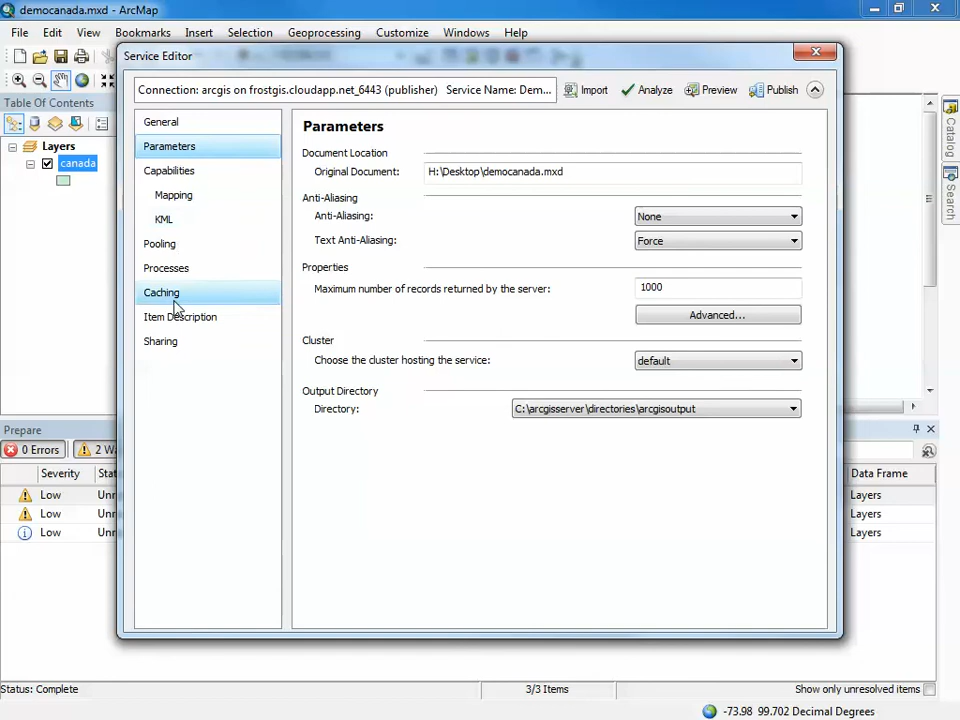 democanada.mxd - ArcMap
File Edit View Bookmarks Insert Selection Geoprocessing Customize Windows Help
Service Editor
Connection: arcgis on frostgis.cloudapp.net_6443 (publisher) Service Name: Dem... Import Analyze Preview Publish
Table Of Contents
Layers
canada
General
Parameters
Capabilities
Mapping
KML
Pooling
Processes
Caching
Item Description
Sharing
Parameters
Document Location
Original Document: H:\Desktop\democanada.mxd
Anti-Aliasing
Anti-Aliasing: None
Text Anti-Aliasing: Force
Properties
Maximum number of records returned by the server: 1000
Advanced...
Cluster
Choose the cluster hosting the service: default
Output Directory
Directory: C:\arcgisserver\directories\arcgisoutput
Catalog
Search
Prepare
0 Errors 2 Wa
Severity Stat Data Frame
Low Unr Layers
Low Unr Layers
Low Unr Layers
Status: Complete 3/3 Items Show only unresolved items
-73.98 99.702 Decimal Degrees